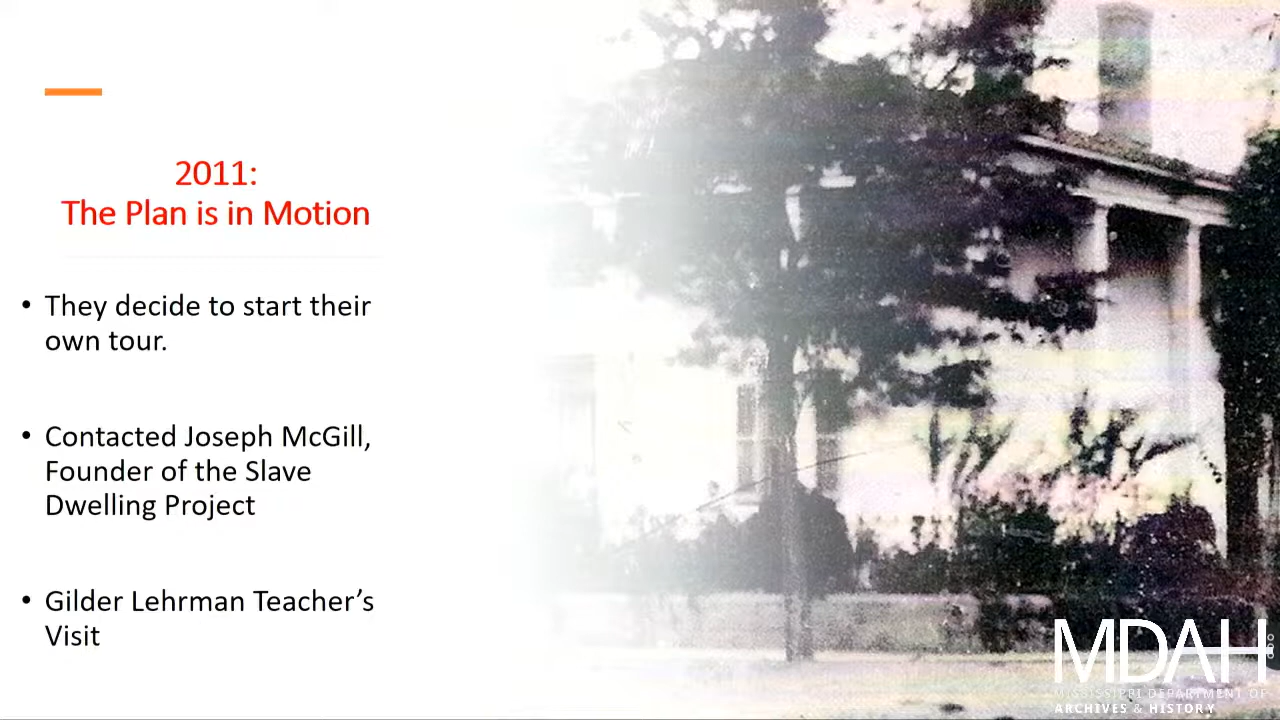 2011:
The Plan is in Motion
• They decide to start their
own tour.
• Contacted Joseph McGill,
Founder of the Slave
Dwelling Project
• Gilder Lehrman Teacher’s
Visit
MDAH
MISSISSIPPI DEPARTMENT OF
ARCHIVES & HISTORY